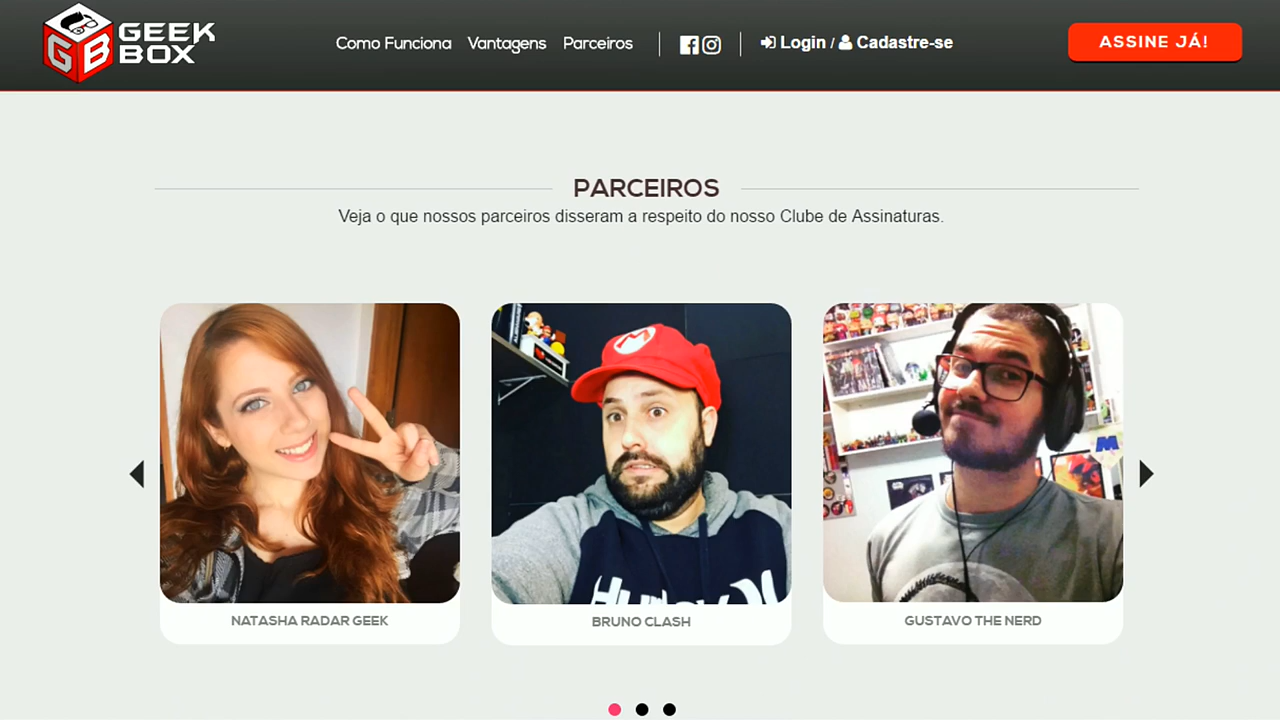 GEEK
BOX
GB
Como Funciona Vantagens Parceiros Login / Cadastre-se ASSINE JÁ!
PARCEIROS
Veja o que nossos parceiros disseram a respeito do nosso Clube de Assinaturas.
M
M
NATASHA RADAR GEEK
BRUNO CLASH
GUSTAVO THE NERD